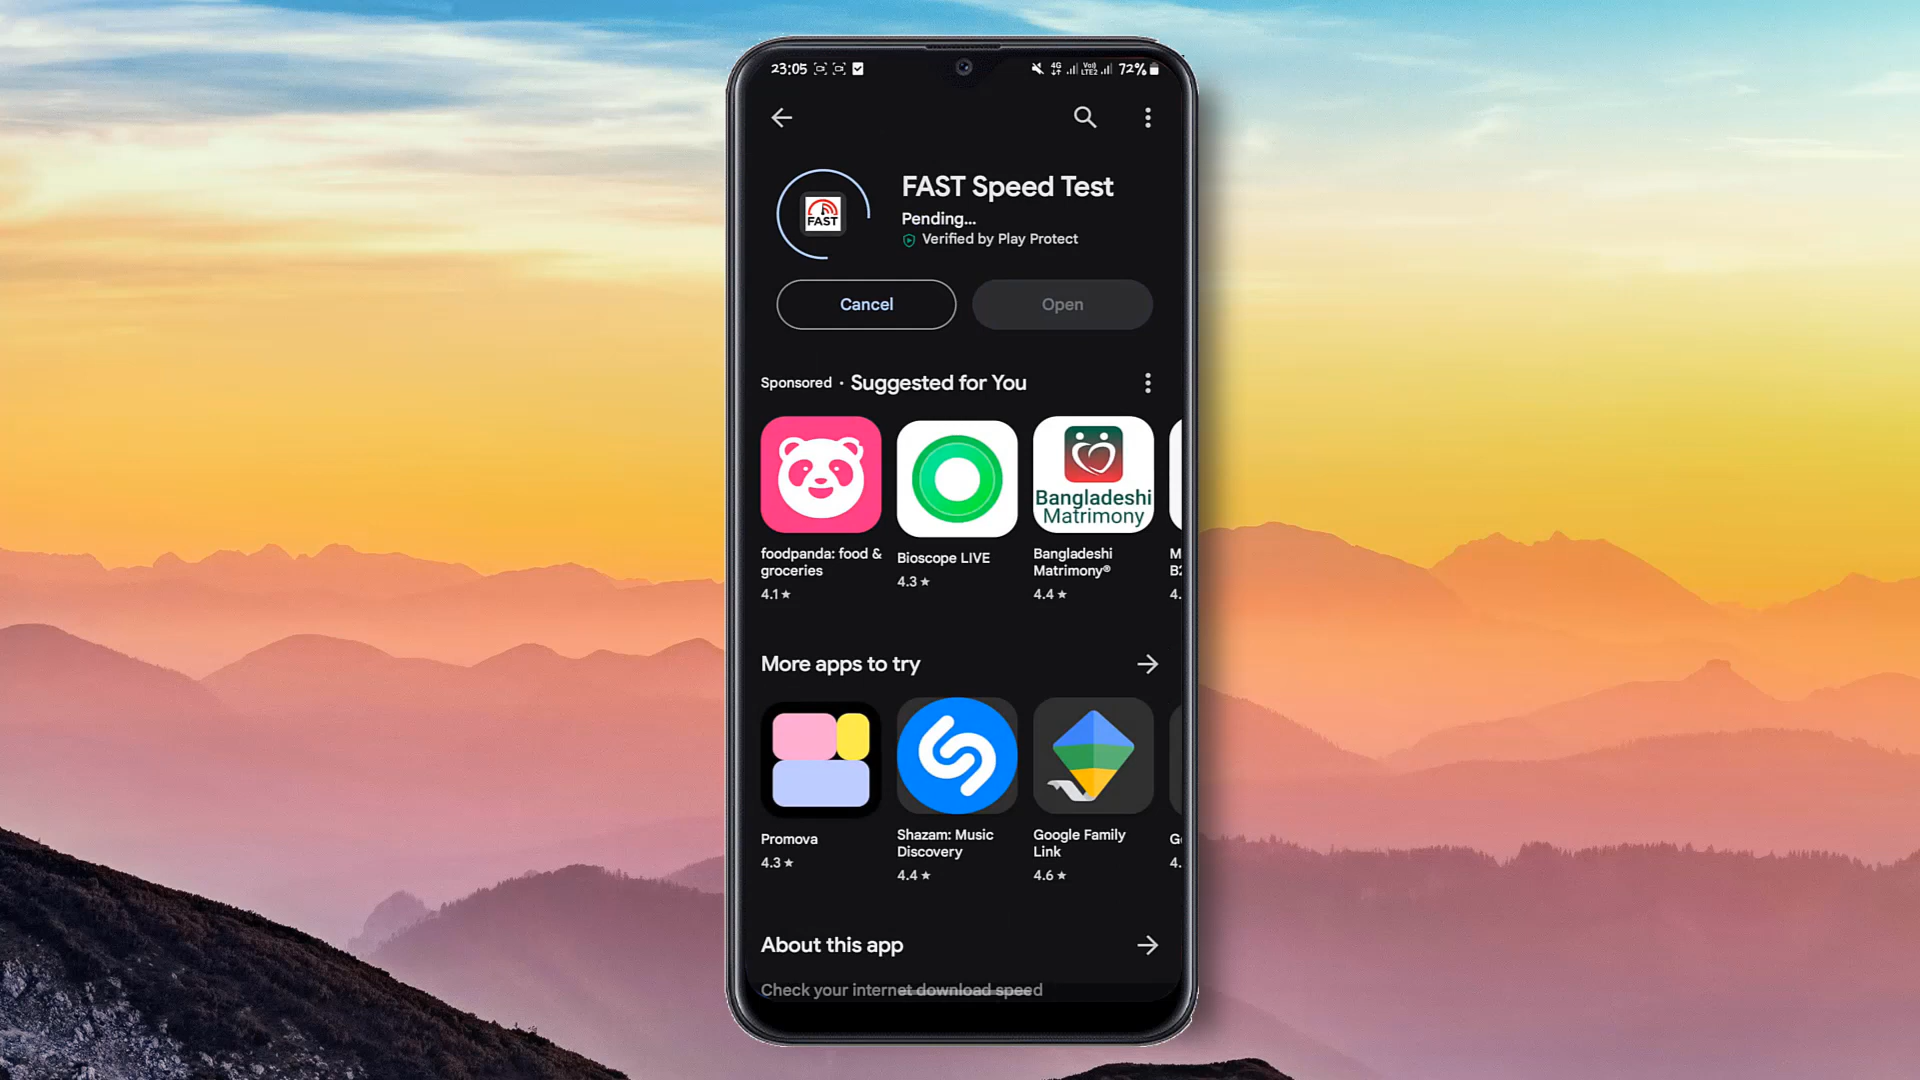 23:05 4G Vo) LTE2 72%
FAST Speed Test
FAST
Pending...
Verified by Play Protect
Cancel Open
Sponsored · Suggested for You
Bangladeshi
Matrimony
foodpanda: food &
groceries
4.1★
Bioscope LIVE
4.3★
Bangladeshi
Matrimony®
4.4★
More apps to try
Promova
4.3★
Shazam: Music
Discovery
4.4★
Google Family
Link
4.6★
About this app
Check your internet download speed